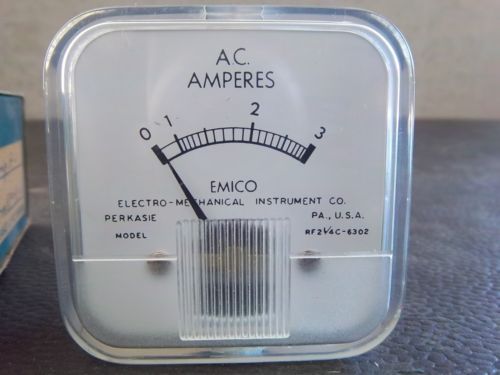 A.C.
AMPERES
0 1 2 3
EMICO
ELECTRO-MECHANICAL INSTRUMENT CO.
PERKASIE PA., U.S.A.
MODEL RF2¼C-6302